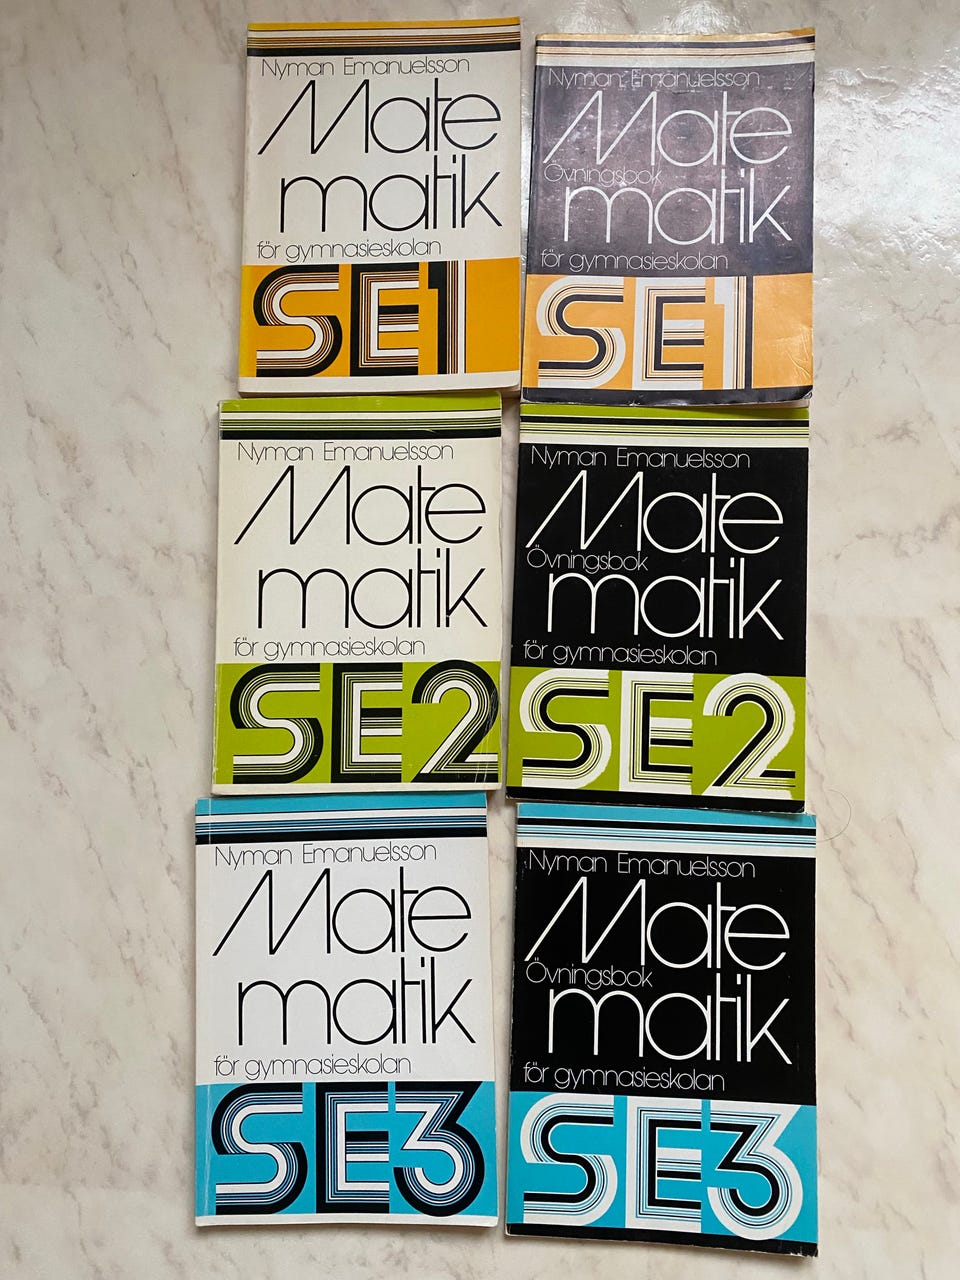 Nyman Emanuelsson
Mate
matik
för gymnasieskolan
SE1
Nyman Emanuelsson
Mate
Övningsbok
matik
för gymnasieskolan
SE1
Nyman Emanuelsson
Mate
matik
för gymnasieskolan
SE2
Nyman Emanuelsson
Mate
Övningsbok
matik
för gymnasieskolan
SE2
Nyman Emanuelsson
Mate
matik
för gymnasieskolan
SE3
Nyman Emanuelsson
Mate
Övningsbok
matik
för gymnasieskolan
SE3